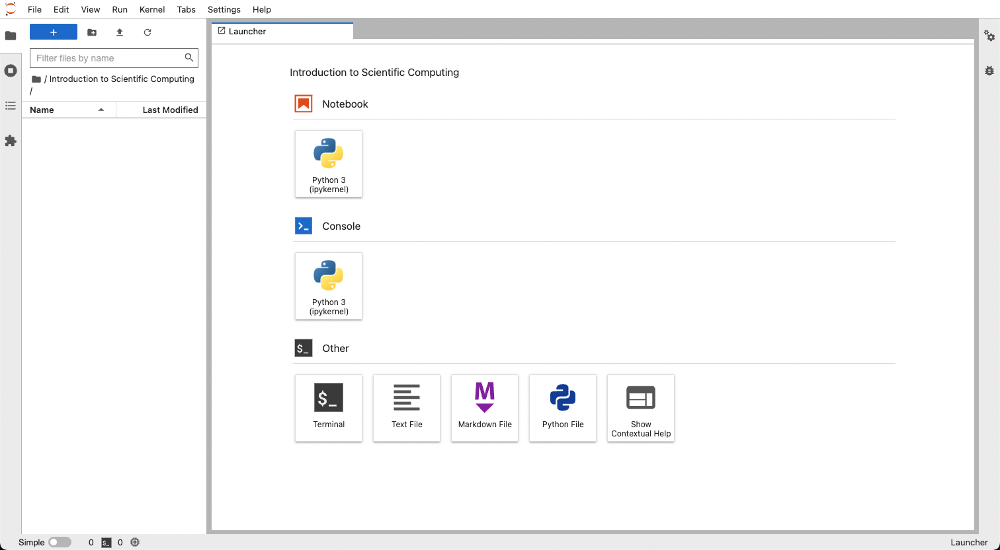 File Edit View Run Kernel Tabs Settings Help
+
Filter files by name
/ Introduction to Scientific Computing
/
Name Last Modified
Launcher
Introduction to Scientific Computing
Notebook
Python 3
(ipykernel)
>_ Console
Python 3
(ipykernel)
$_ Other
$_
Terminal
Text File
M
Markdown File
Python File
Show
Contextual Help
Simple 0 $_ 0 Launcher